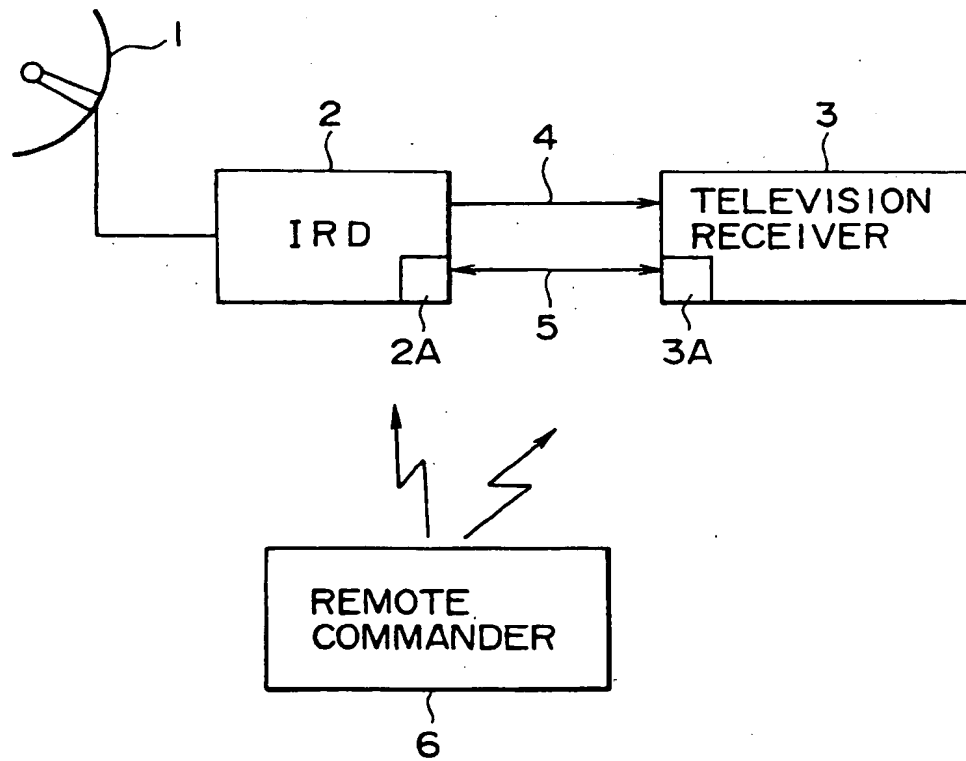 1
2
3
4
IRD
TELEVISION
RECEIVER
2A
5
3A
REMOTE
COMMANDER
6